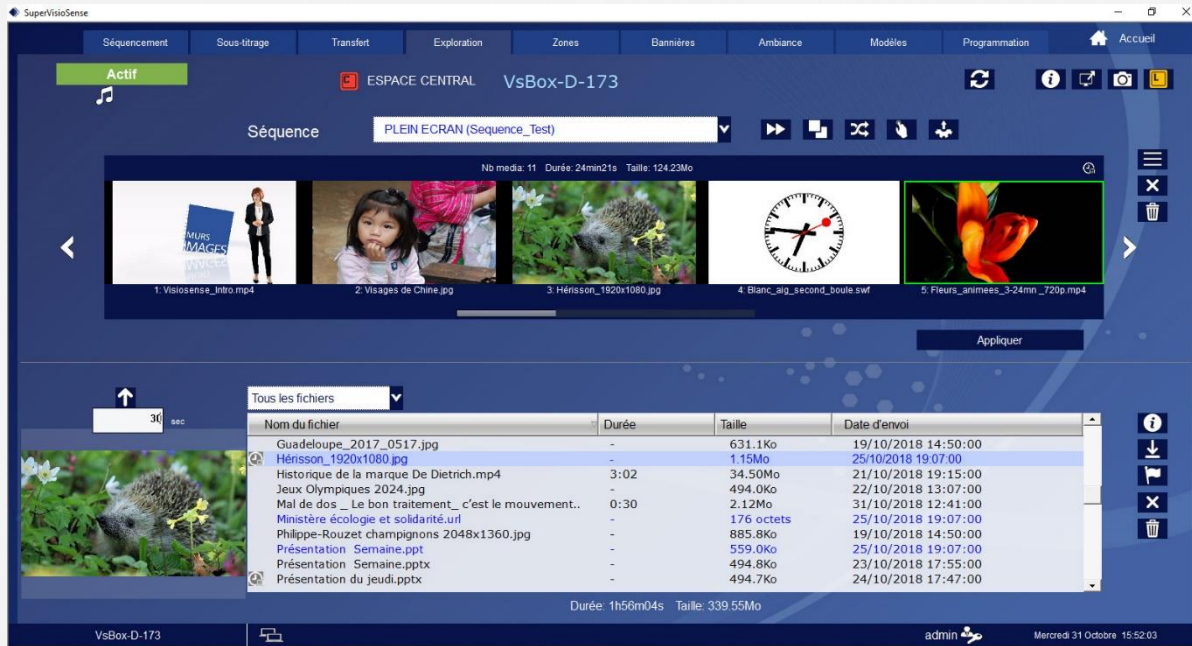 SuperVisioSense
Séquencement Sous-titrage Transfert Exploration Zones Bannières Ambiance Modèles Programmation Accueil
Actif
C ESPACE CENTRAL VsBox-D-173
L
Séquence PLEIN ECRAN (Sequence_Test)
Nb media: 11 Durée: 24min21s Taille: 124.23Mo
MURS
IMAGES
1: Visiosense_Intro.mp4 2: Visages de Chine.jpg 3: Hérisson_1920x1080.jpg 4: Blanc_aig_second_boule.swf 5: Fleurs_animees_3-24mn _720p.mp4
Appliquer
Tous les fichiers
30 sec
Nom du fichier Durée Taille Date d'envoi
Guadeloupe_2017_0517.jpg - 631.1Ko 19/10/2018 14:50:00
Hérisson_1920x1080.jpg - 1.15Mo 25/10/2018 19:07:00
Historique de la marque De Dietrich.mp4 3:02 34.50Mo 21/10/2018 19:15:00
Jeux Olympiques 2024.jpg - 494.0Ko 22/10/2018 13:07:00
Mal de dos _ Le bon traitement_ c'est le mouvement.. 0:30 2.12Mo 31/10/2018 12:41:00
Ministère écologie et solidarité.url - 176 octets 25/10/2018 19:07:00
Philippe-Rouzet champignons 2048x1360.jpg - 885.8Ko 19/10/2018 14:50:00
Présentation Semaine.ppt - 559.0Ko 25/10/2018 19:07:00
Présentation Semaine.pptx - 494.8Ko 23/10/2018 17:55:00
Présentation du jeudi.pptx - 494.7Ko 24/10/2018 17:47:00
Durée: 1h56m04s Taille: 339.55Mo
VsBox-D-173 admin Mercredi 31 Octobre 15:52:03